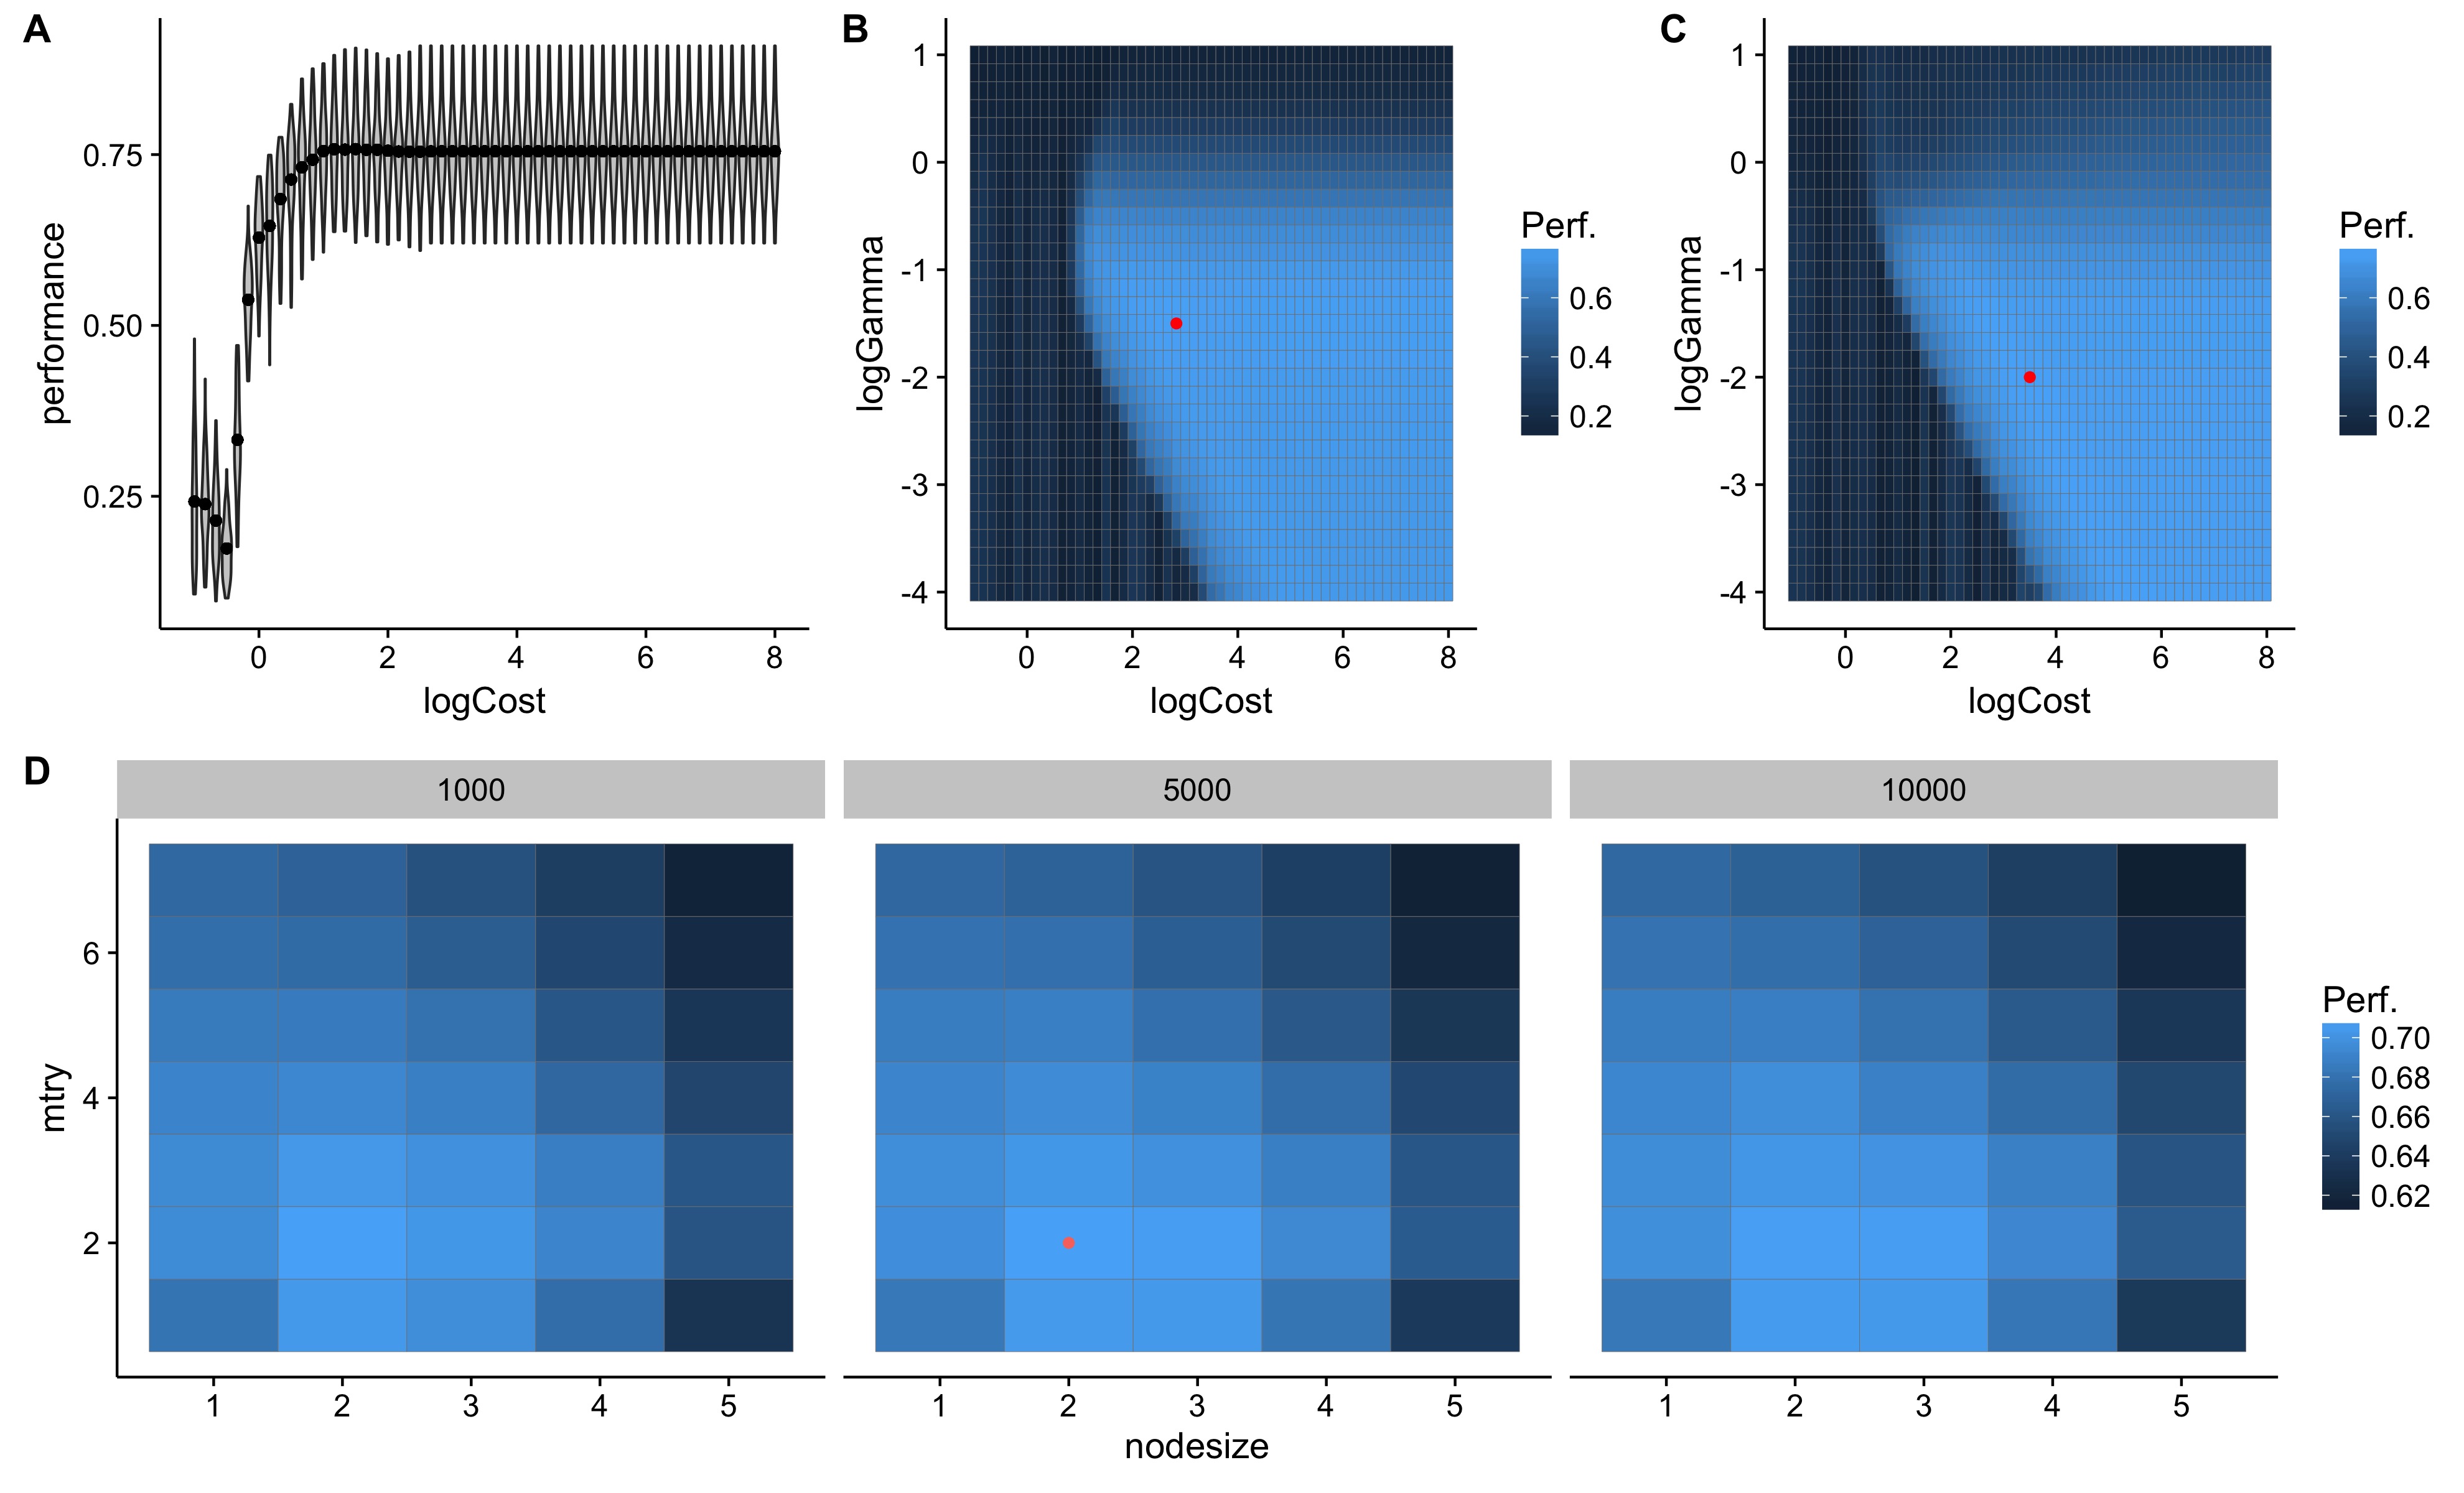 A
performance
0.75
0.50
0.25
0 2 4 6 8
logCost
B
logGamma
1
0
-1
-2
-3
-4
0 2 4 6 8
logCost
Perf.
0.6
0.4
0.2
C
logGamma
1
0
-1
-2
-3
-4
0 2 4 6 8
logCost
Perf.
0.6
0.4
0.2
D
1000 5000 10000
mtry
6
4
2
1 2 3 4 5 1 2 3 4 5 1 2 3 4 5
nodesize
Perf.
0.70
0.68
0.66
0.64
0.62